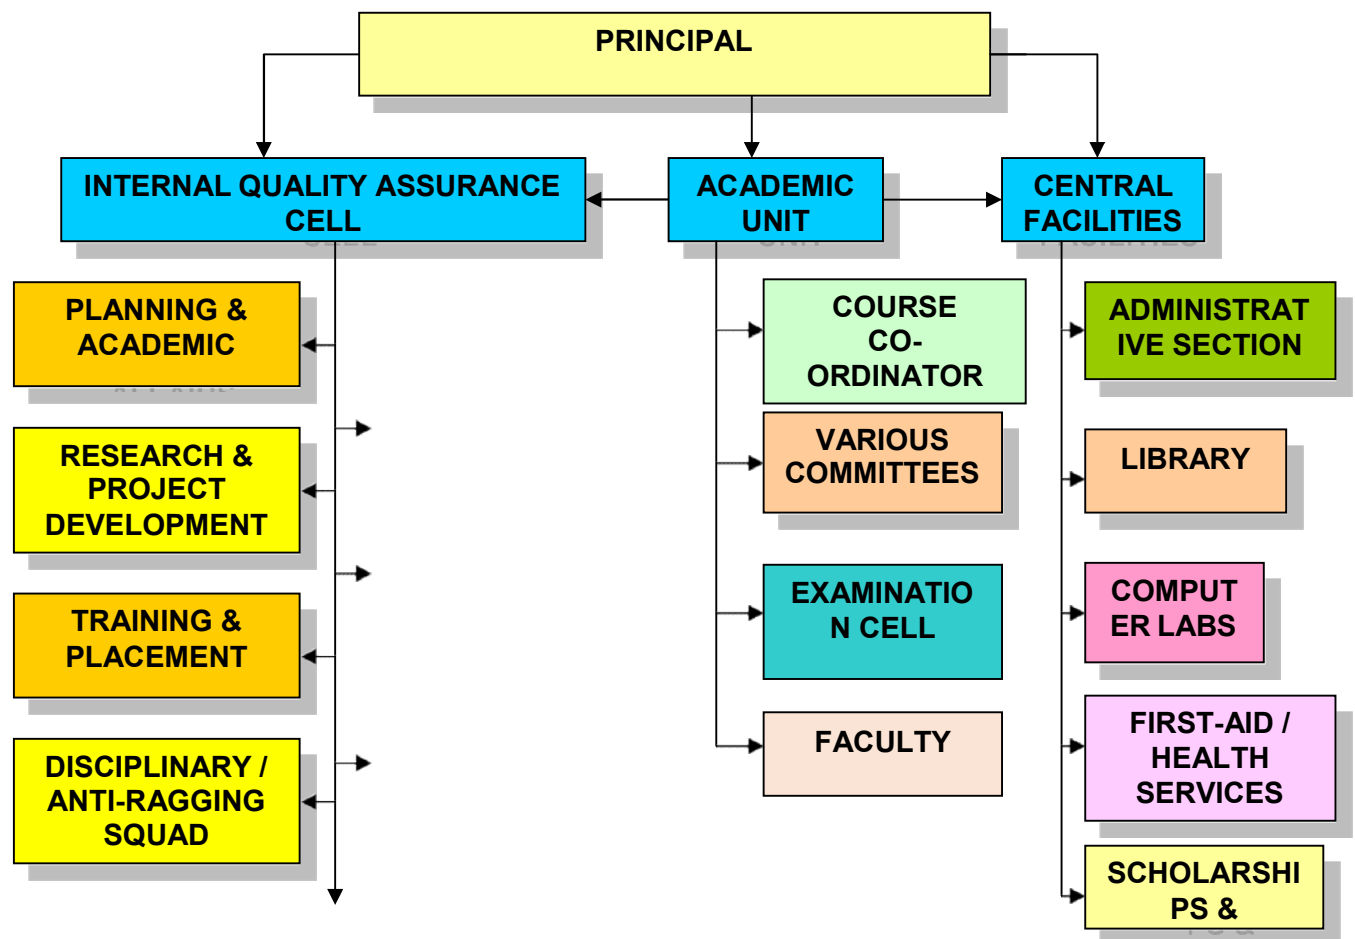 PRINCIPAL
INTERNAL QUALITY ASSURANCE
CELL
ACADEMIC
UNIT
CENTRAL
FACILITIES
PLANNING &
ACADEMIC
RESEARCH &
PROJECT
DEVELOPMENT
TRAINING &
PLACEMENT
DISCIPLINARY /
ANTI-RAGGING
SQUAD
COURSE
CO-
ORDINATOR
VARIOUS
COMMITTEES
EXAMINATIO
N CELL
FACULTY
ADMINISTRAT
IVE SECTION
LIBRARY
COMPUT
ER LABS
FIRST-AID /
HEALTH
SERVICES
SCHOLARSHI
PS &